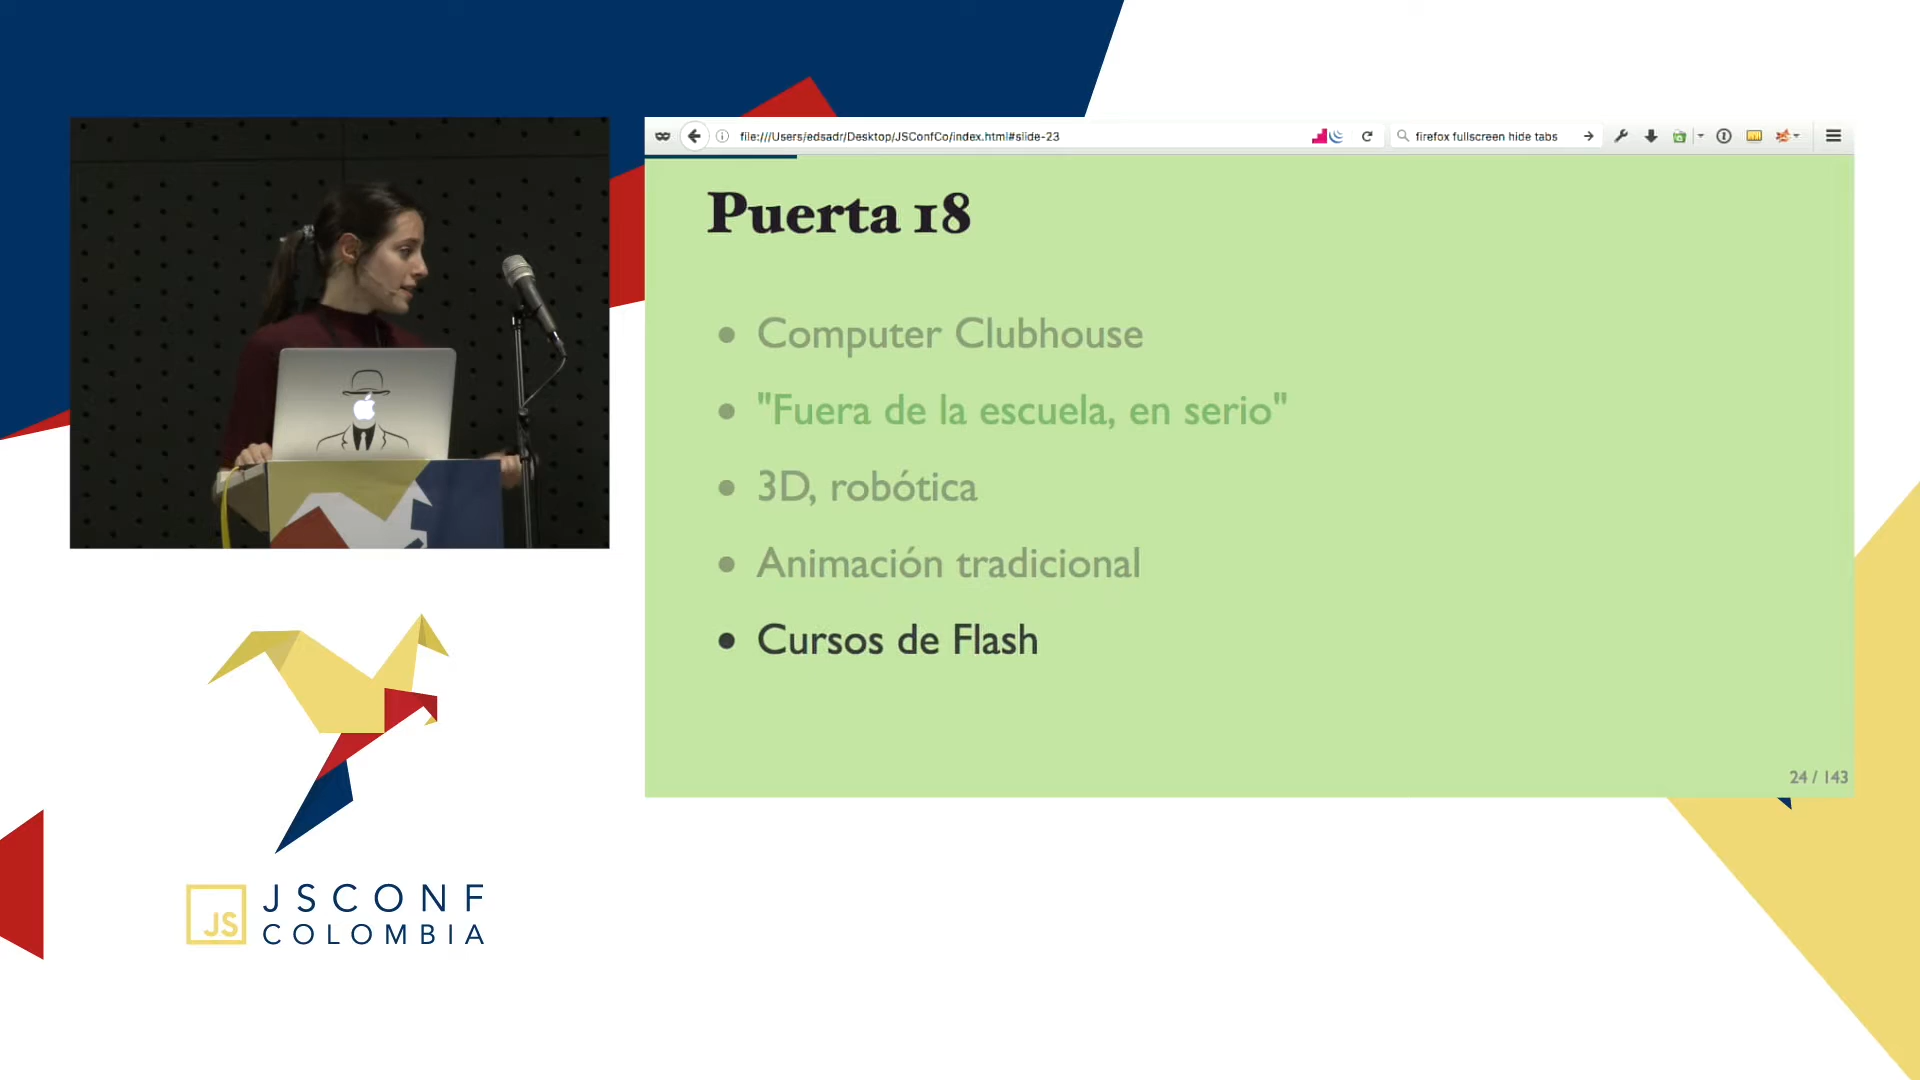 file:///Users/edsadr/Desktop/JSConfCo/index.html#slide-23
firefox fullscreen hide tabs
Puerta 18
Computer Clubhouse
"Fuera de la escuela, en serio"
3D, robótica
Animación tradicional
Cursos de Flash
24 / 143
JS
JSCONF
COLOMBIA